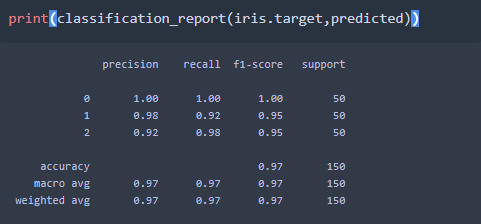 print(classification_report(iris.target,predicted))
precision recall f1-score support
0 1.00 1.00 1.00 50
1 0.98 0.92 0.95 50
2 0.92 0.98 0.95 50
accuracy 0.97 150
macro avg 0.97 0.97 0.97 150
weighted avg 0.97 0.97 0.97 150